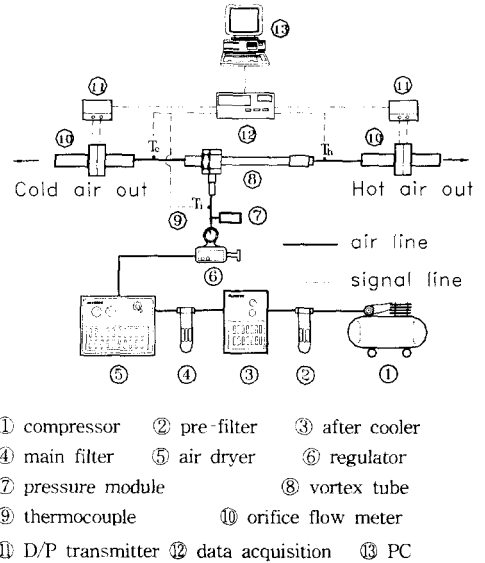 ⑬
⑪ ⑪
⑩ Tc ⑫ Th ⑩
Cold air out ⑧ Hot air out
⑨ Ti ⑦
air line
⑥
signal line
⑤ ④ ③ ② ①
① compressor ② pre-filter ③ after cooler
④ main filter ⑤ air dryer ⑥ regulator
⑦ pressure module ⑧ vortex tube
⑨ thermocouple ⑩ orifice flow meter
⑪ D/P transmitter ⑫ data acquisition ⑬ PC